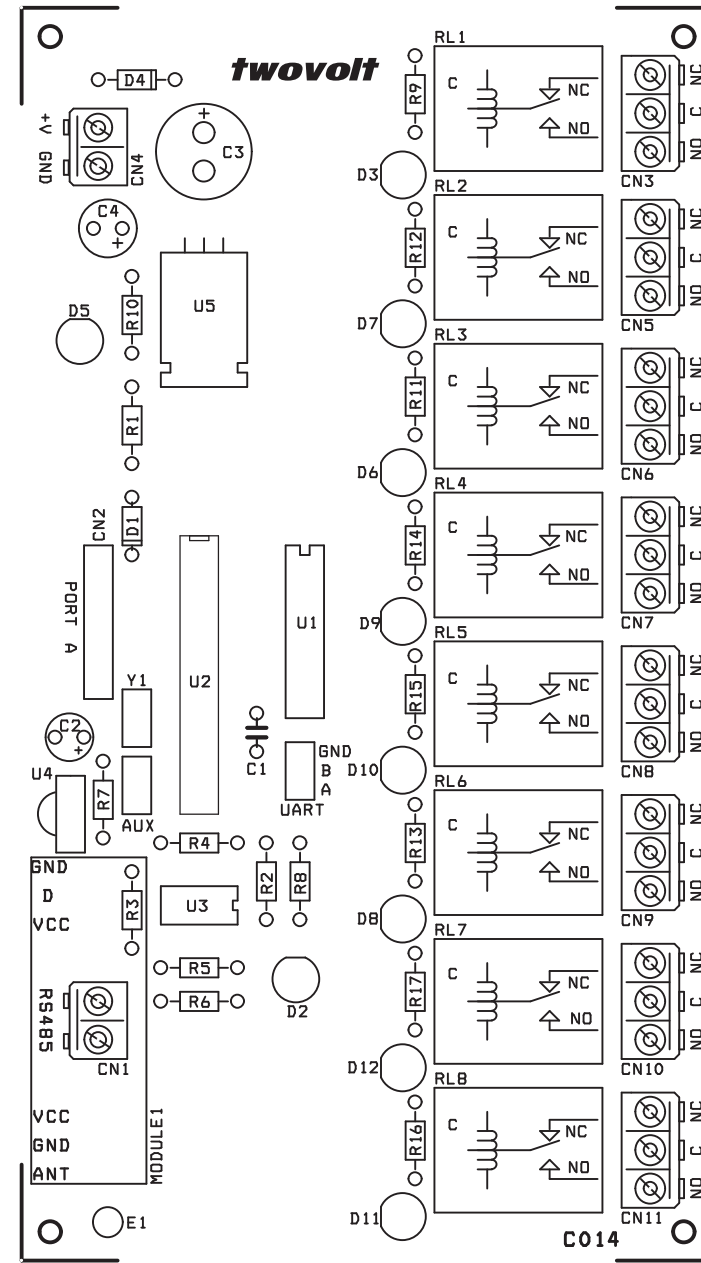 twovolt
D4
+V
GND
CN4
C3
+
C4
+
D5
R10
U5
R1
D1
CN2
PORT A
U2
U1
Y1
C2
+
U4
R7
AUX
C1
GND
B
A
UART
R4
R2
R8
U3
GND
D
VCC
R3
R5
R6
D2
RS485
CN1
VCC
GND
ANT
MODULE1
E1
RL1
R9
D3
C
NC
NO
NC
C
NO
CN3
RL2
R12
D7
C
NC
NO
NC
C
NO
CN5
RL3
R11
D6
C
NC
NO
NC
C
NO
CN6
RL4
R14
D9
C
NC
NO
NC
C
NO
CN7
RL5
R15
D10
C
NC
NO
NC
C
NO
CN8
RL6
R13
D8
C
NC
NO
NC
C
NO
CN9
RL7
R17
D12
C
NC
NO
NC
C
NO
CN10
RL8
R16
D11
C
NC
NO
NC
C
NO
CN11
C014